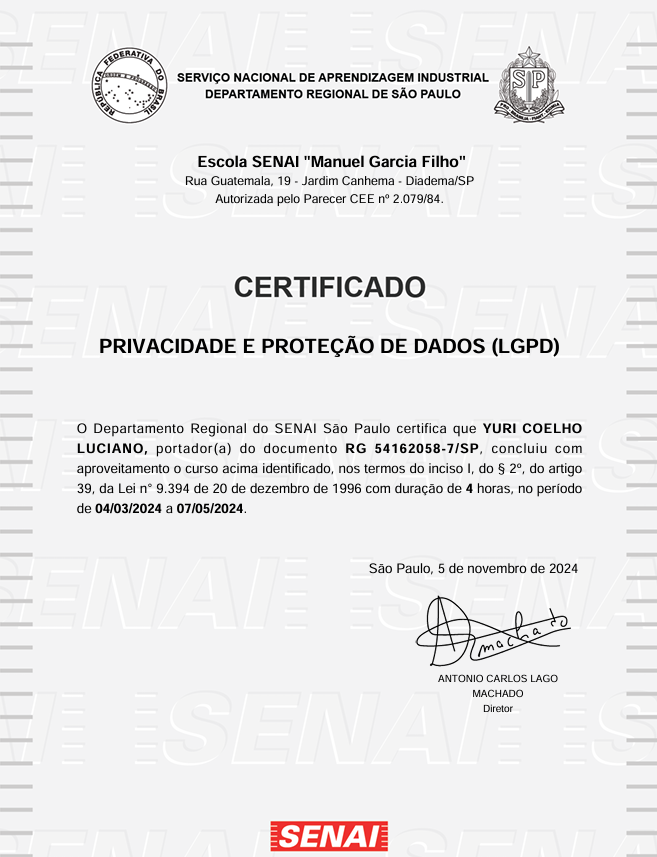 REPÚBLICA FEDERATIVA DO BRASIL
SERVIÇO NACIONAL DE APRENDIZAGEM INDUSTRIAL
DEPARTAMENTO REGIONAL DE SÃO PAULO
SP
Escola SENAI "Manuel Garcia Filho"
Rua Guatemala, 19 - Jardim Canhema - Diadema/SP
Autorizada pelo Parecer CEE nº 2.079/84.
CERTIFICADO
PRIVACIDADE E PROTEÇÃO DE DADOS (LGPD)
O Departamento Regional do SENAI São Paulo certifica que YURI COELHO
LUCIANO, portador(a) do documento RG 54162058-7/SP, concluiu com
aproveitamento o curso acima identificado, nos termos do inciso I, do § 2º, do artigo
39, da Lei n° 9.394 de 20 de dezembro de 1996 com duração de 4 horas, no período
de 04/03/2024 a 07/05/2024.
São Paulo, 5 de novembro de 2024
Machado
ANTONIO CARLOS LAGO
MACHADO
Diretor
SENAI